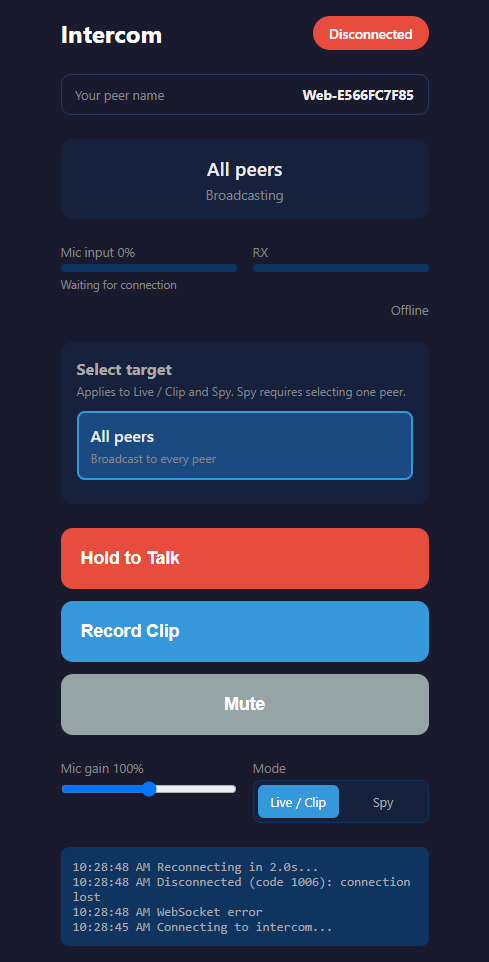 Intercom
Disconnected
Your peer name
Web-E566FC7F85
All peers
Broadcasting
Mic input 0%
RX
Waiting for connection
Offline
Select target
Applies to Live / Clip and Spy. Spy requires selecting one peer.
All peers
Broadcast to every peer
Hold to Talk
Record Clip
Mute
Mic gain 100%
Mode
Live / Clip
Spy
10:28:48 AM Reconnecting in 2.0s...
10:28:48 AM Disconnected (code 1006): connection
lost
10:28:48 AM WebSocket error
10:28:45 AM Connecting to intercom...